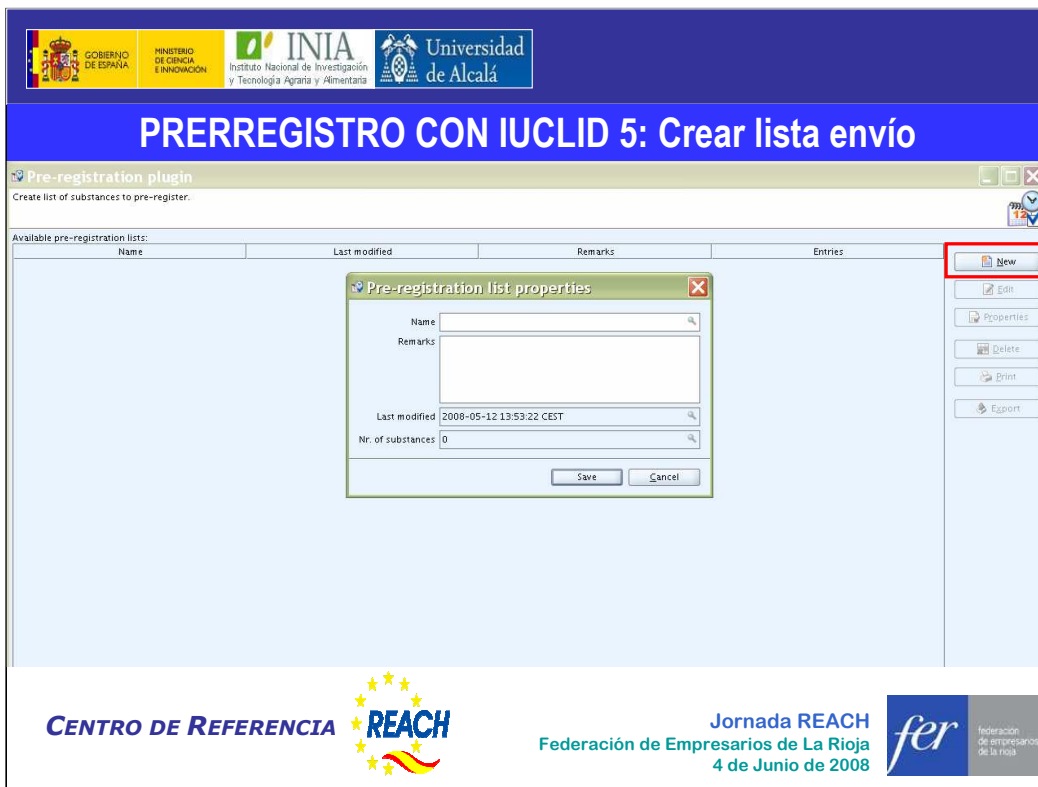 GOBIERNO
DE ESPAÑA
MINISTERIO
DE CIENCIA
E INNOVACIÓN
INIA
Instituto Nacional de Investigación
y Tecnología Agraria y Alimentaria
Universidad
de Alcalá
PRERREGISTRO CON IUCLID 5: Crear lista envío
Pre-registration plugin
Create list of substances to pre-register.
12
Available pre-registration lists:
Name Last modified Remarks Entries
New
Edit
Properties
Delete
Print
Export
Pre-registration list properties
Name
Remarks
Last modified 2008-05-12 13:53:22 CEST
Nr. of substances 0
Save Cancel
CENTRO DE REFERENCIA
REACH
Jornada REACH
Federación de Empresarios de La Rioja
4 de Junio de 2008
fer
federación
de empresarios
de la rioja